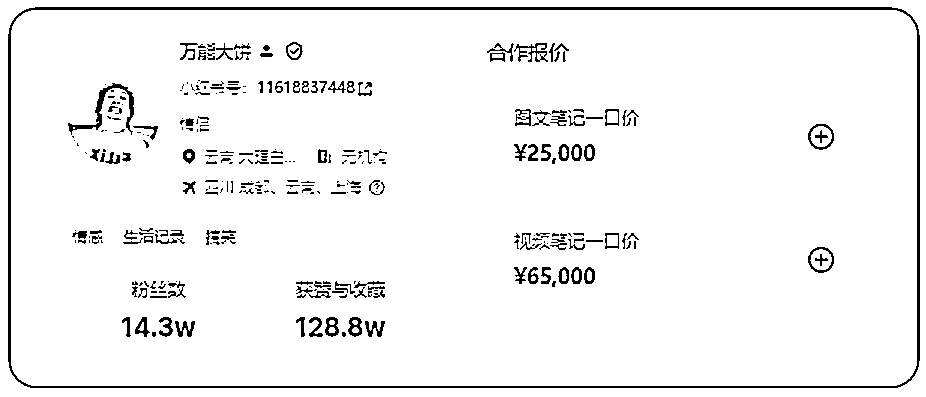 万能大饼
小红书号：11618837448
情侣
云南 大理白... 无机构
四川 成都、云南、上海
情感 生活记录 搞笑
粉丝数 获赞与收藏
14.3w 128.8w
合作报价
图文笔记一口价
¥25,000
视频笔记一口价
¥65,000